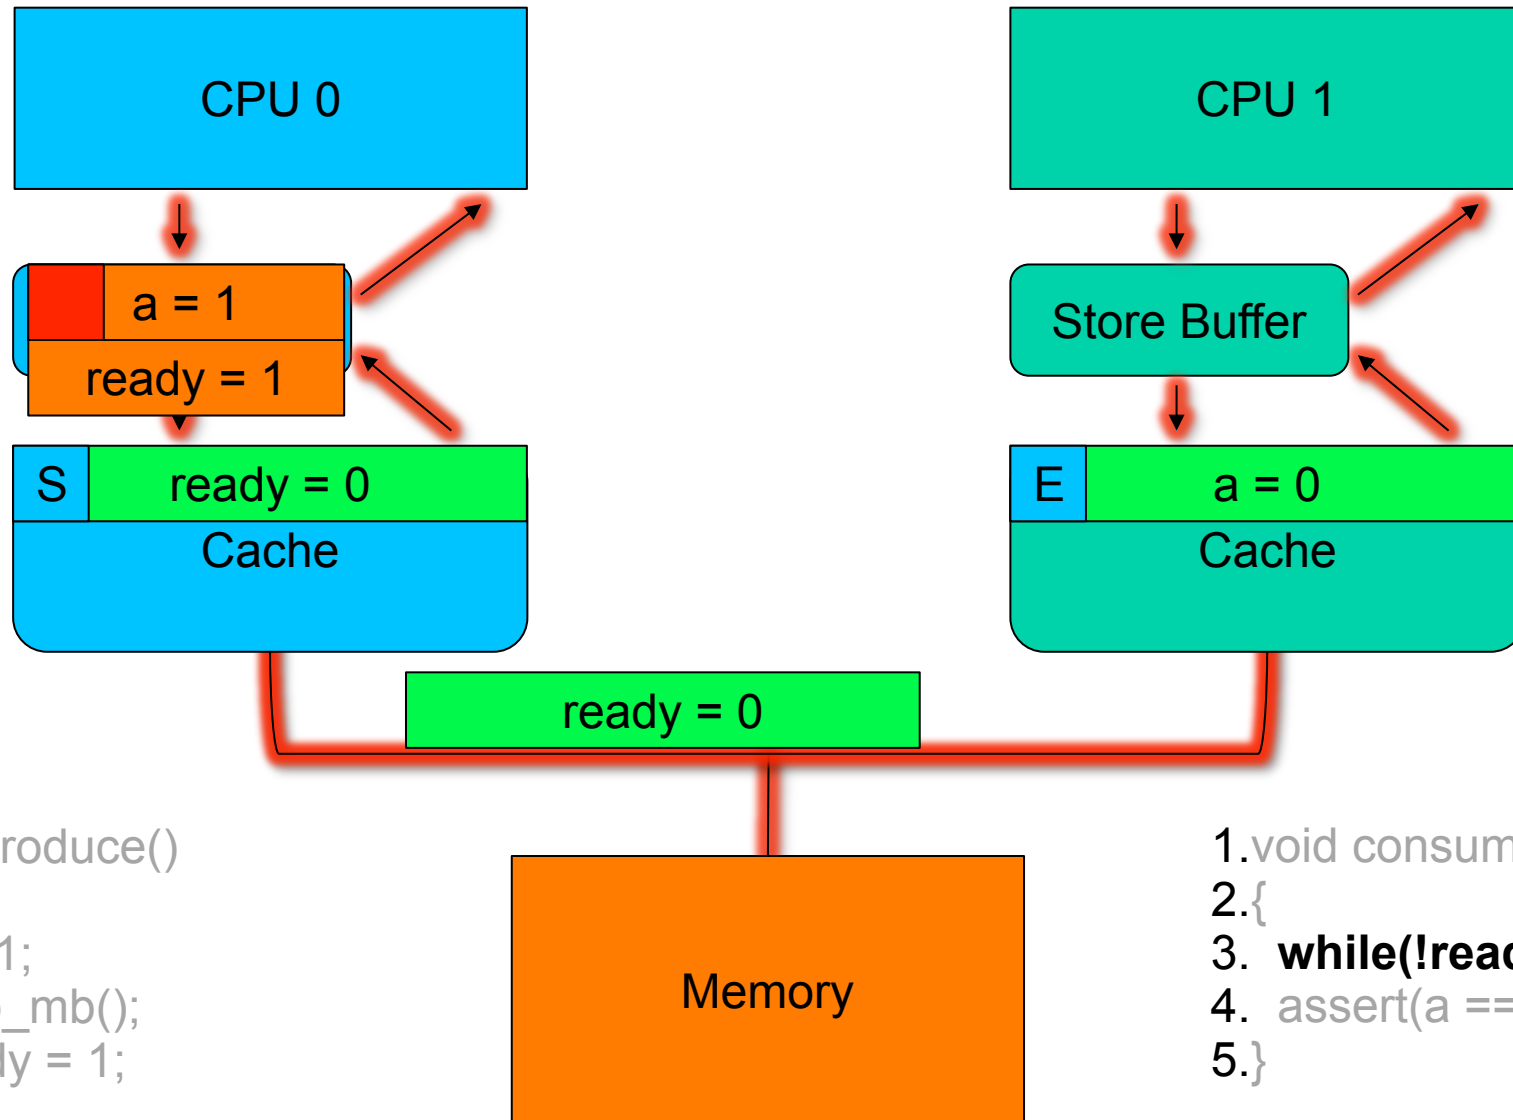 CPU 0
CPU 1
a = 1
ready = 1
Store Buffer
S ready = 0
Cache
E a = 0
Cache
ready = 0
Memory
roduce()
1;
_mb();
dy = 1;
1.void consum
2.{
3. while(!read
4. assert(a ==
5.}